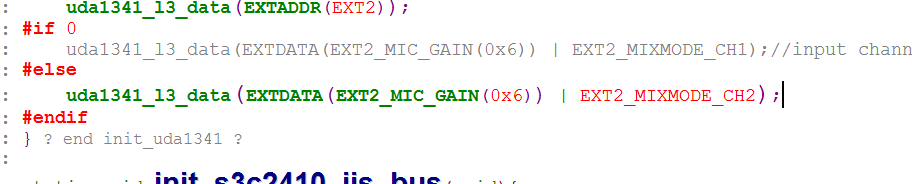 : uda1341_l3_data(EXTADDR(EXT2));
: #if 0
: uda1341_l3_data(EXTDATA(EXT2_MIC_GAIN(0x6)) | EXT2_MIXMODE_CH1);//input chann
: #else
: uda1341_l3_data(EXTDATA(EXT2_MIC_GAIN(0x6)) | EXT2_MIXMODE_CH2);
: #endif
: } ? end init_uda1341 ?
:
init_s3c2410_iis_bus